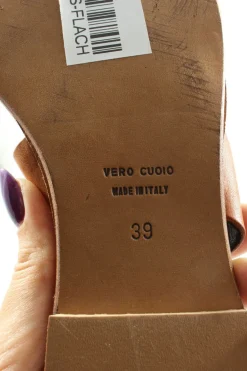 S-FLACH
VERO CUOIO
MADE IN ITALY
39